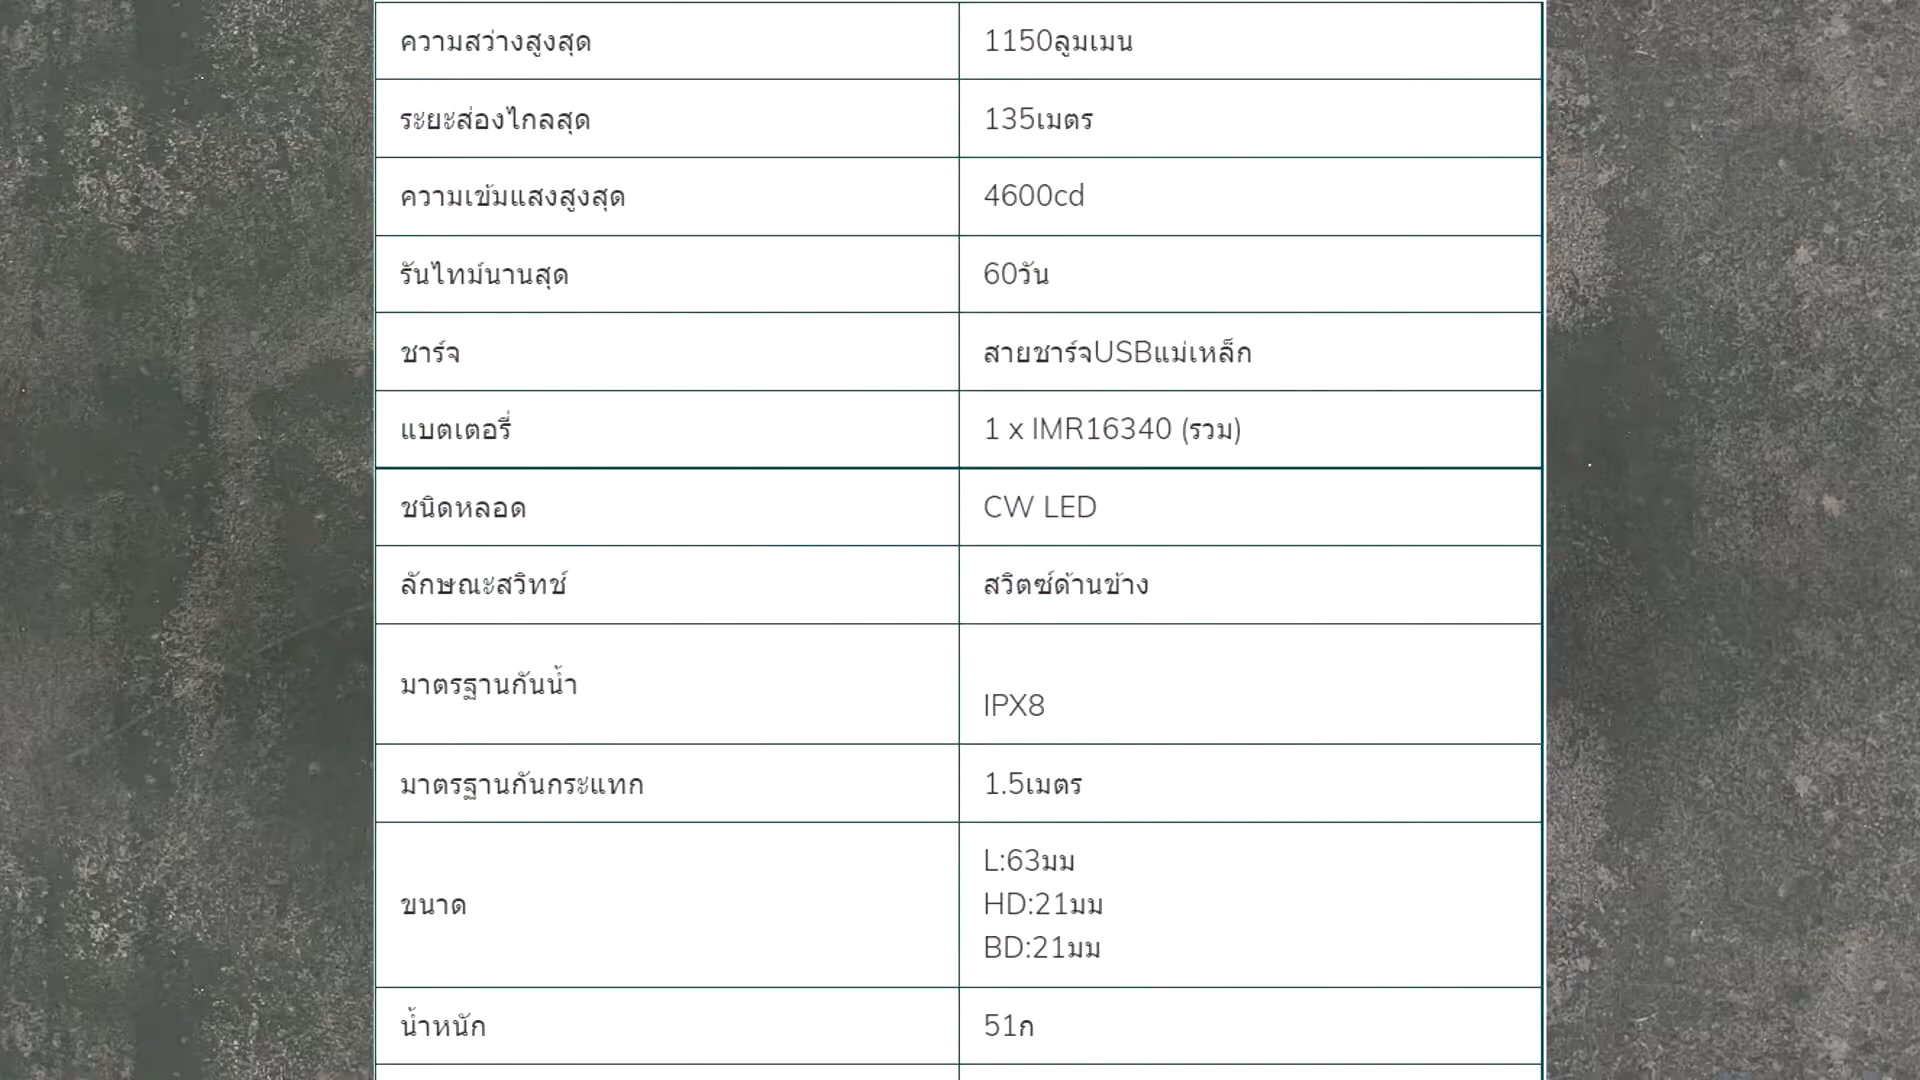 ความสว่างสูงสุด 1150ลูมเมน
ระยะส่องไกลสุด 135เมตร
ความเข้มแสงสูงสุด 4600cd
รันไทม์นานสุด 60วัน
ชาร์จ สายชาร์จUSBแม่เหล็ก
แบตเตอรี่ 1 x IMR16340 (รวม)
ชนิดหลอด CW LED
ลักษณะสวิทช์ สวิตซ์ด้านข้าง
มาตรฐานกันน้ำ IPX8
มาตรฐานกันกระแทก 1.5เมตร
ขนาด L:63มม
HD:21มม
BD:21มม
น้ำหนัก 51ก